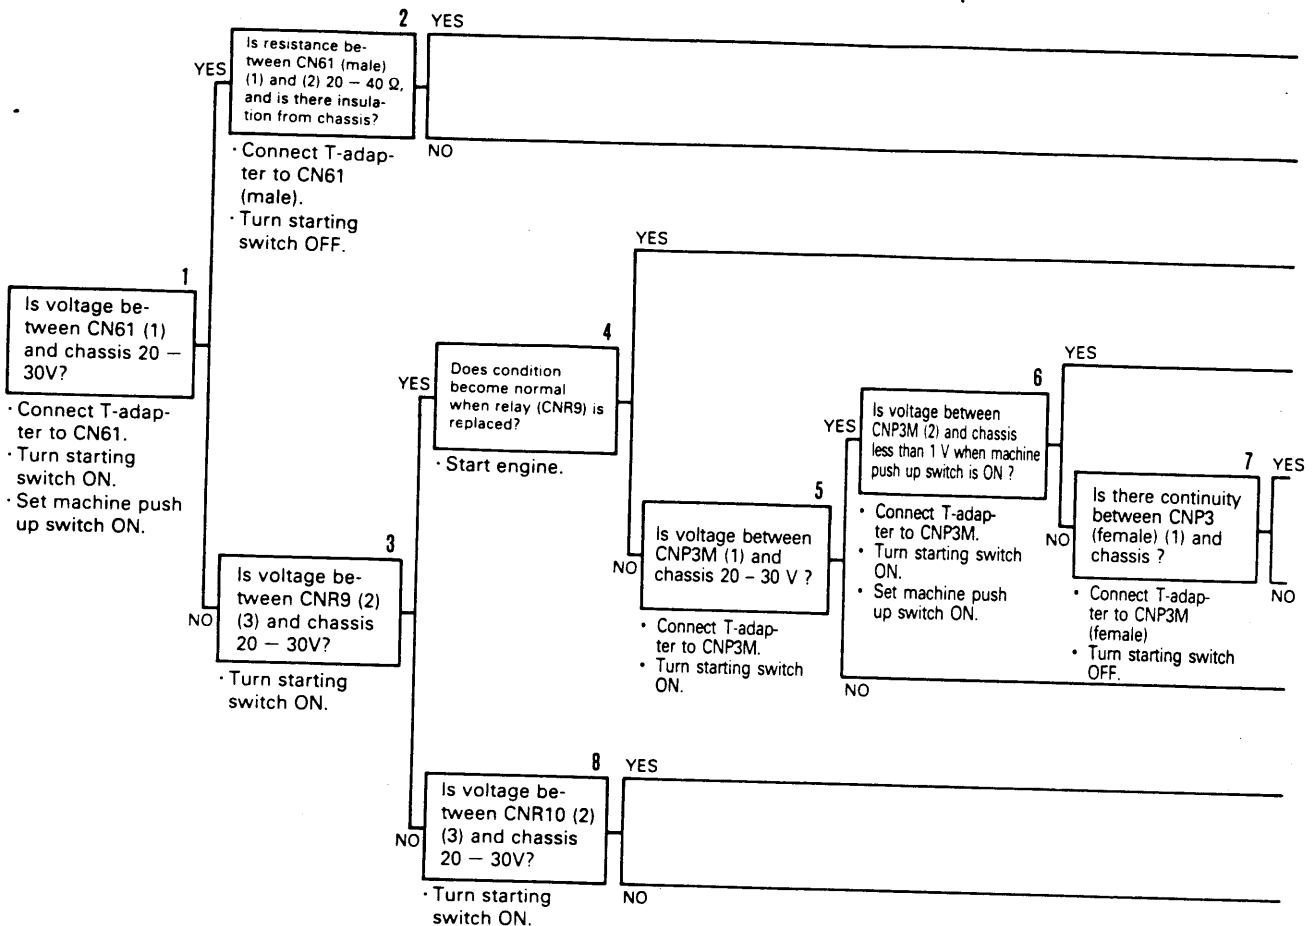 2
YES
Is resistance be-
tween CN61 (male)
(1) and (2) 20 – 40 Ω,
and is there insula-
tion from chassis?
YES
NO
· Connect T-adap-
ter to CN61
(male).
· Turn starting
switch OFF.
1
Is voltage be-
tween CN61 (1)
and chassis 20 –
30V?
· Connect T-adap-
ter to CN61.
· Turn starting
switch ON.
· Set machine push
up switch ON.
NO
3
Is voltage be-
tween CNR9 (2)
(3) and chassis
20 – 30V?
· Turn starting
switch ON.
YES
4
Does condition
become normal
when relay (CNR9) is
replaced?
· Start engine.
YES
NO
5
Is voltage between
CNP3M (1) and
chassis 20 – 30 V ?
• Connect T-adap-
ter to CNP3M.
• Turn starting switch
ON.
YES
NO
6
Is voltage between
CNP3M (2) and chassis
less than 1 V when machine
push up switch is ON ?
• Connect T-adap-
ter to CNP3M.
• Turn starting switch
ON.
• Set machine push
up switch ON.
YES
NO
7
Is there continuity
between CNP3
(female) (1) and
chassis ?
• Connect T-adap-
ter to CNP3M
(female)
• Turn starting switch
OFF.
YES
NO
NO
8
Is voltage be-
tween CNR10 (2)
(3) and chassis
20 – 30V?
· Turn starting
switch ON.
YES
NO